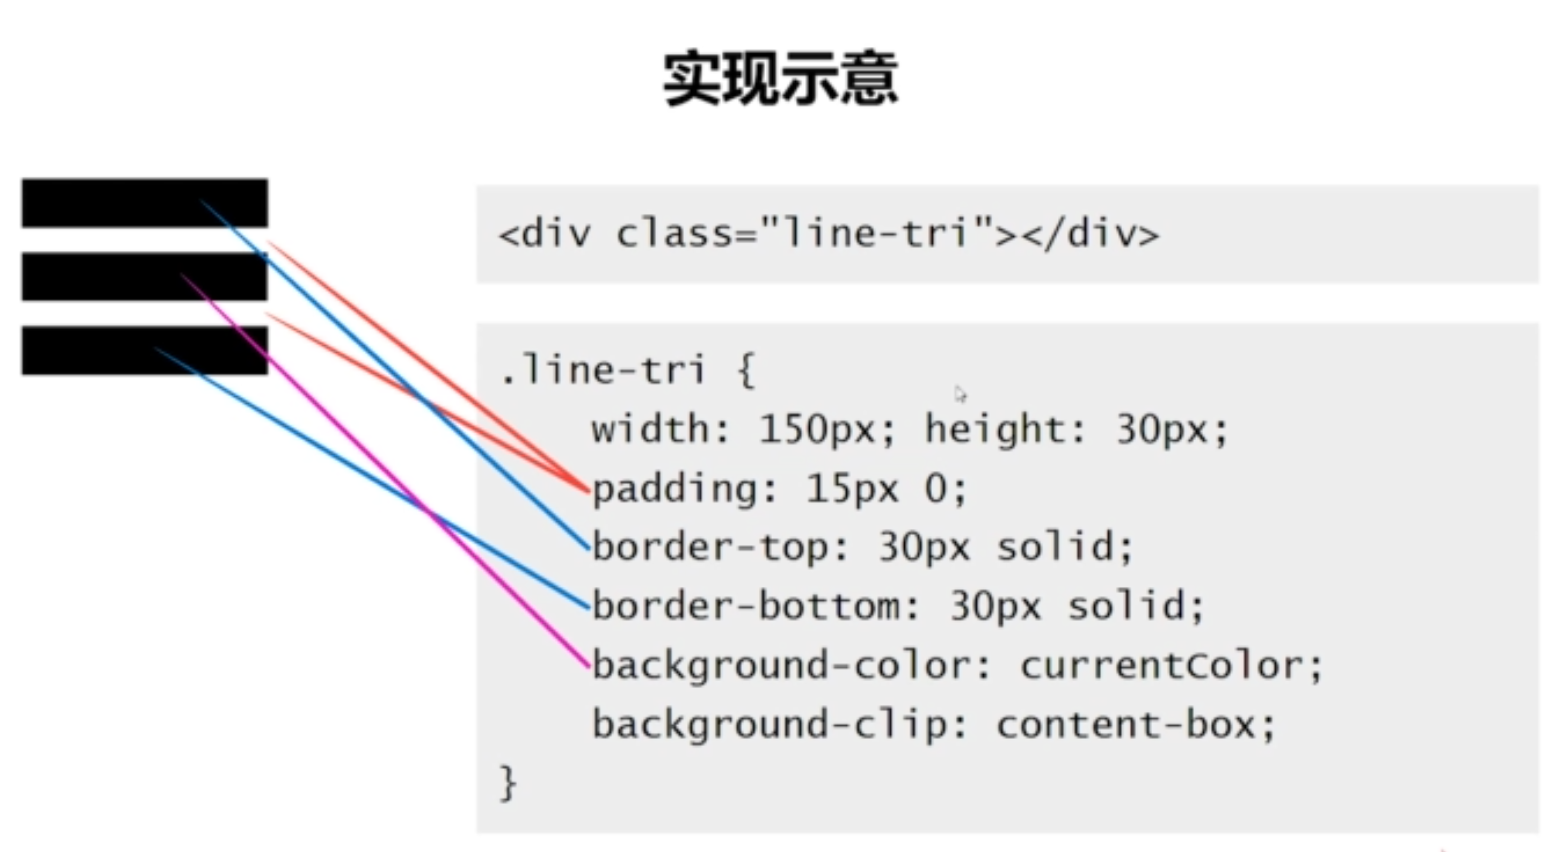 实现示意
<div class="line-tri"></div>
.line-tri {
width: 150px; height: 30px;
padding: 15px 0;
border-top: 30px solid;
border-bottom: 30px solid;
background-color: currentColor;
background-clip: content-box;
}